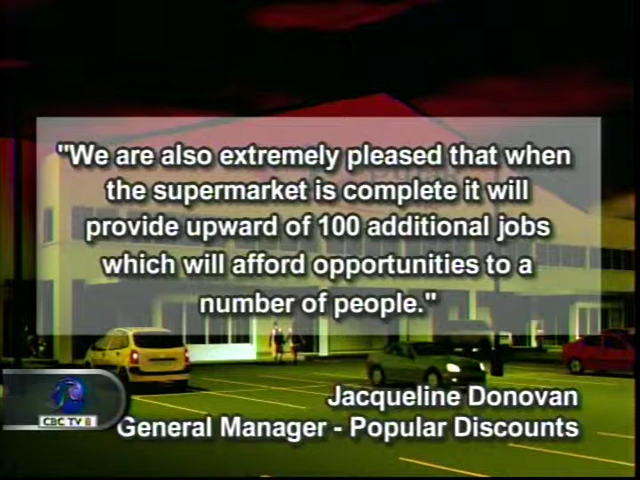 "We are also extremely pleased that when
the supermarket is complete it will
provide upward of 100 additional jobs
which will afford opportunities to a
number of people."
Jacqueline Donovan
General Manager - Popular Discounts
CBC TV 8